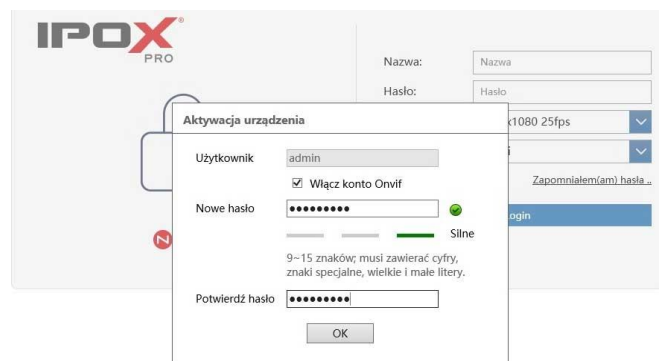 IPOX®
PRO
Nazwa: Nazwa
Hasło: Hasło
x1080 25fps
Zapomniałem(am) hasła ..
Aktywacja urządzenia
Użytkownik admin
Włącz konto Onvif
Nowe hasło •••••••••
Silne
9~15 znaków; musi zawierać cyfry,
znaki specjalne, wielkie i małe litery.
Potwierdź hasło •••••••••
OK